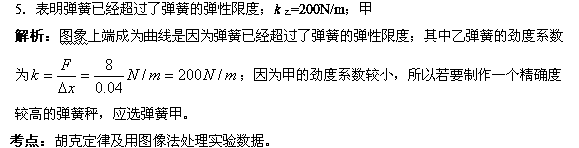 5．表明弹簧已经超过了弹簧的弹性限度；k 乙=200N/m；甲
解析：图象上端成为曲线是因为弹簧已经超过了弹簧的弹性限度；其中乙弹簧的劲度系数
为 k = F/Δx = 8/0.04 N/m = 200N/m；因为甲的劲度系数较小，所以若要制作一个精确度
较高的弹簧秤，应选弹簧甲。
考点：胡克定律及用图像法处理实验数据。